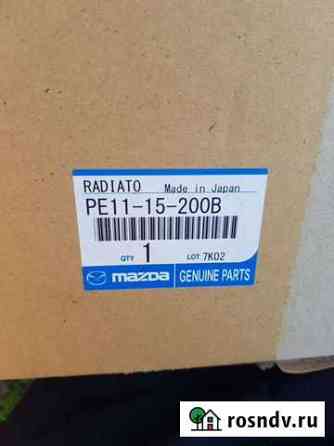 RADIATO Made in Japan
PE11-15-200B
QTY 1 LOT 7K02
mazda GENUINE PARTS
rosndv.ru